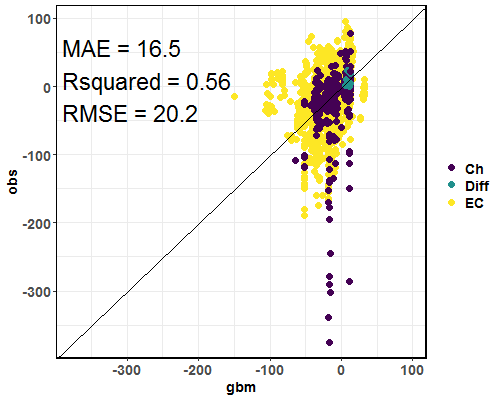 MAE = 16.5
Rsquared = 0.56
RMSE = 20.2
100
0
-100
-200
-300
obs
-300
-200
-100
0
100
gbm
Ch
Diff
EC